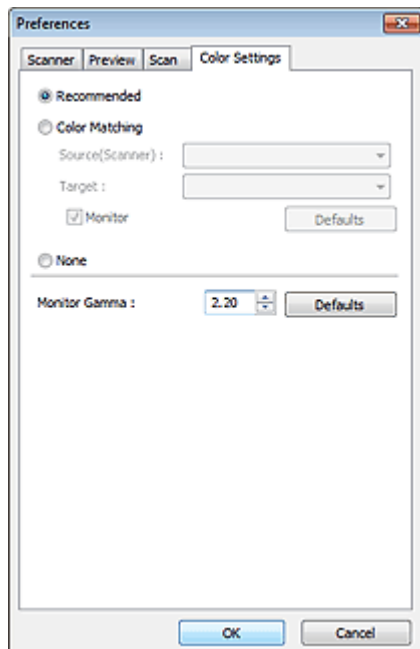 Preferences
Scanner Preview Scan Color Settings
Recommended
Color Matching
Source(Scanner) :
Target :
Monitor Defaults
None
Monitor Gamma : 2.20 Defaults
OK Cancel